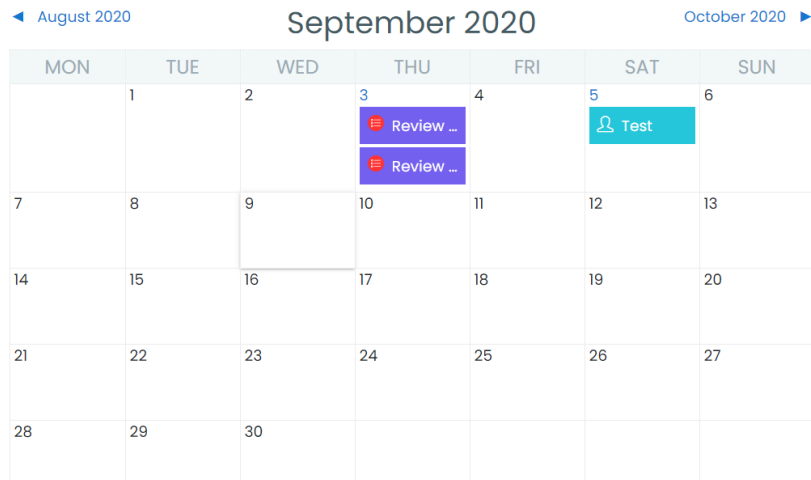 ◄ August 2020 September 2020 October 2020 ►
MON TUE WED THU FRI SAT SUN
1 2 3 4 5 6
Review ... Test
Review ...
7 8 9 10 11 12 13
14 15 16 17 18 19 20
21 22 23 24 25 26 27
28 29 30